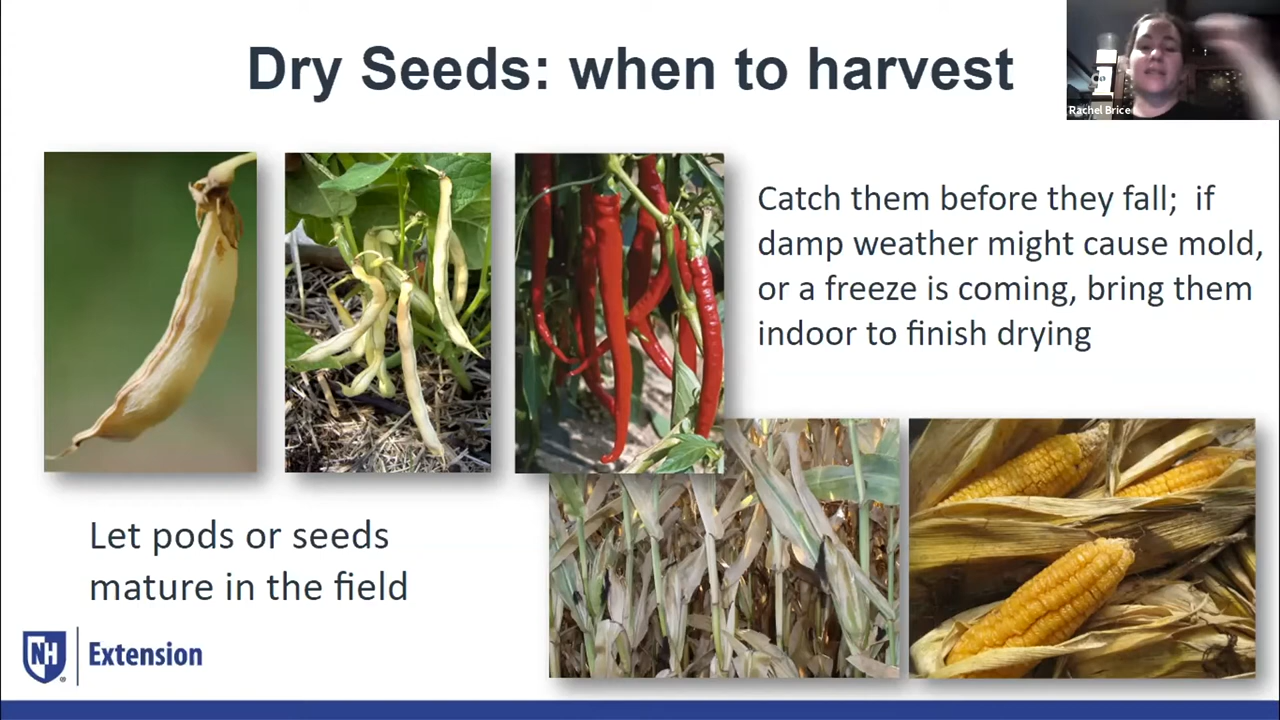 Dry Seeds: when to harvest
Rachel Brice
Catch them before they fall;  if
damp weather might cause mold,
or a freeze is coming, bring them
indoor to finish drying
Let pods or seeds
mature in the field
NH
Extension